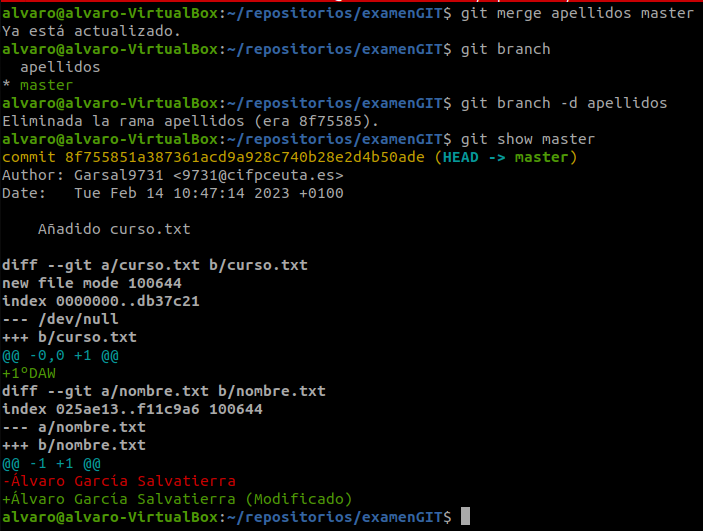 alvaro@alvaro-VirtualBox:~/repositorios/examenGIT$ git merge apellidos master
Ya está actualizado.
alvaro@alvaro-VirtualBox:~/repositorios/examenGIT$ git branch
  apellidos
* master
alvaro@alvaro-VirtualBox:~/repositorios/examenGIT$ git branch -d apellidos
Eliminada la rama apellidos (era 8f75585).
alvaro@alvaro-VirtualBox:~/repositorios/examenGIT$ git show master
commit 8f755851a387361acd9a928c740b28e2d4b50ade (HEAD -> master)
Author: Garsal9731 <9731@cifpceuta.es>
Date:   Tue Feb 14 10:47:14 2023 +0100
    Añadido curso.txt
diff --git a/curso.txt b/curso.txt
new file mode 100644
index 0000000..db37c21
--- /dev/null
+++ b/curso.txt
@@ -0,0 +1 @@
+1ºDAW
diff --git a/nombre.txt b/nombre.txt
index 025ae13..f11c9a6 100644
--- a/nombre.txt
+++ b/nombre.txt
@@ -1 +1 @@
-Álvaro García Salvatierra
+Álvaro García Salvatierra (Modificado)
alvaro@alvaro-VirtualBox:~/repositorios/examenGIT$